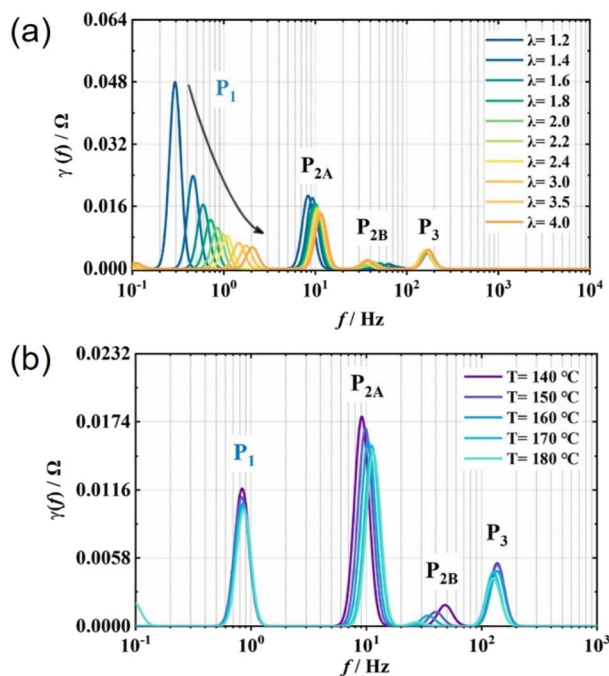 (a)
0.064
0.048
0.032
0.016
0.000
γ (f) / Ω
P1
P2A
P2B
P3
λ= 1.2
λ= 1.4
λ= 1.6
λ= 1.8
λ= 2.0
λ= 2.2
λ= 2.4
λ= 3.0
λ= 3.5
λ= 4.0
10-1 100 101 102 103 104
f / Hz
(b)
0.0232
0.0174
0.0116
0.0058
0.0000
γ(f) / Ω
P1
P2A
P2B
P3
T= 140 °C
T= 150 °C
T= 160 °C
T= 170 °C
T= 180 °C
10-1 100 101 102 103
f / Hz